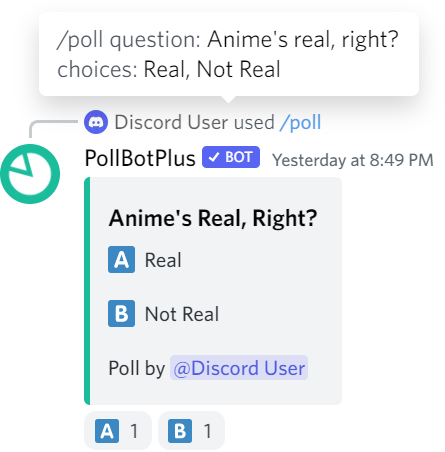 /poll question: Anime's real, right?
choices: Real, Not Real
Discord User used /poll
PollBotPlus ✓ BOT Yesterday at 8:49 PM
Anime's Real, Right?
A Real
B Not Real
Poll by @Discord User
A 1 B 1